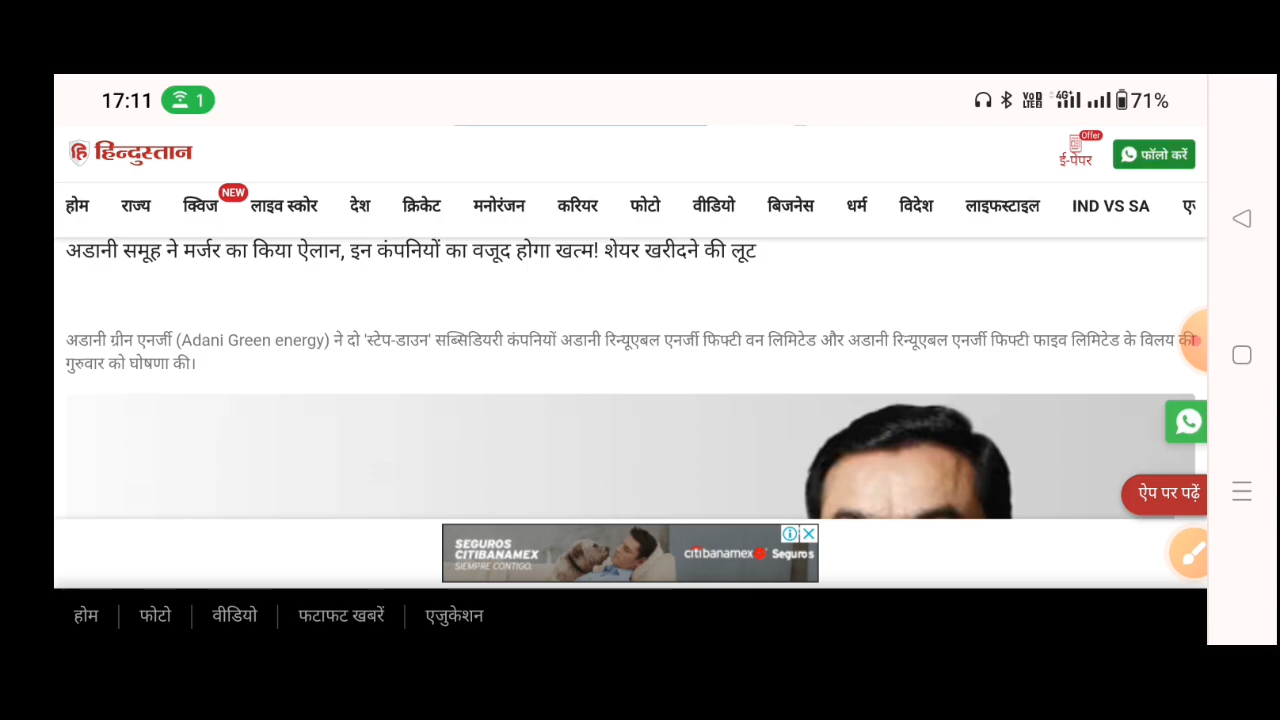 17:11 1 VoD LTEB 4G+ 71%
हि हिन्दुस्तान Offer ई-पेपर फॉलो करें
होम राज्य क्विज NEW लाइव स्कोर देश क्रिकेट मनोरंजन करियर फोटो वीडियो बिजनेस धर्म विदेश लाइफस्टाइल IND VS SA
अडानी समूह ने मर्जर का किया ऐलान, इन कंपनियों का वजूद होगा खत्म! शेयर खरीदने की लूट
अडानी ग्रीन एनर्जी (Adani Green energy) ने दो 'स्टेप-डाउन' सब्सिडियरी कंपनियों अडानी रिन्यूएबल एनर्जी फिफ्टी वन लिमिटेड और अडानी रिन्यूएबल एनर्जी फिफ्टी फाइव लिमिटेड के विलय की
गुरुवार को घोषणा की।
ऐप पर पढ़ें
SEGUROS
CITIBANAMEX
SIEMPRE CONTIGO.
citibanamex Seguros
होम फोटो वीडियो फटाफट खबरें एजुकेशन